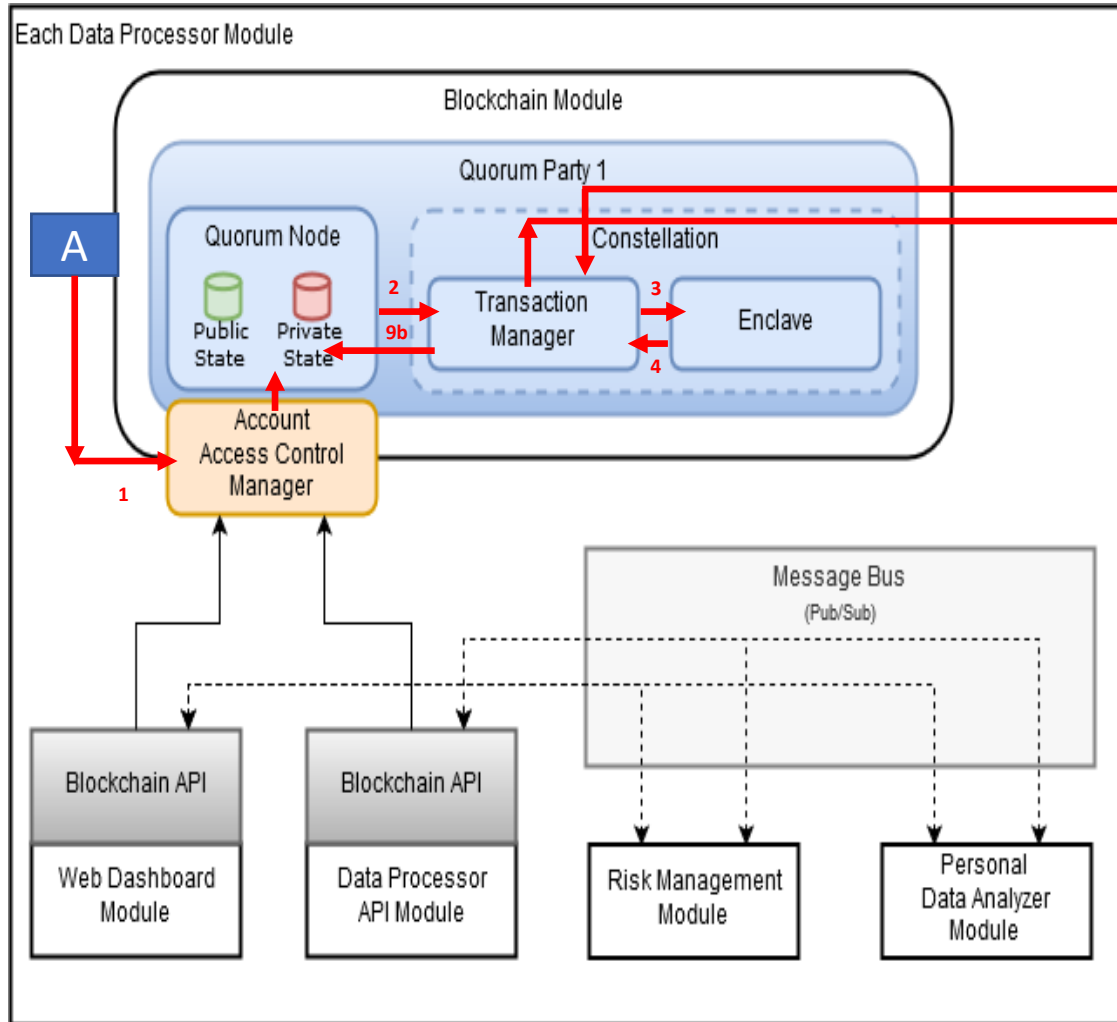 Each Data Processor Module
Blockchain Module
Quorum Party 1
A
Quorum Node
Constellation
Public
State
Private
State
2
9b
Transaction
Manager
3
4
Enclave
Account
Access Control
Manager
1
Message Bus
(Pub/Sub)
Blockchain API
Blockchain API
Web Dashboard
Module
Data Processor
API Module
Risk Management
Module
Personal
Data Analyzer
Module